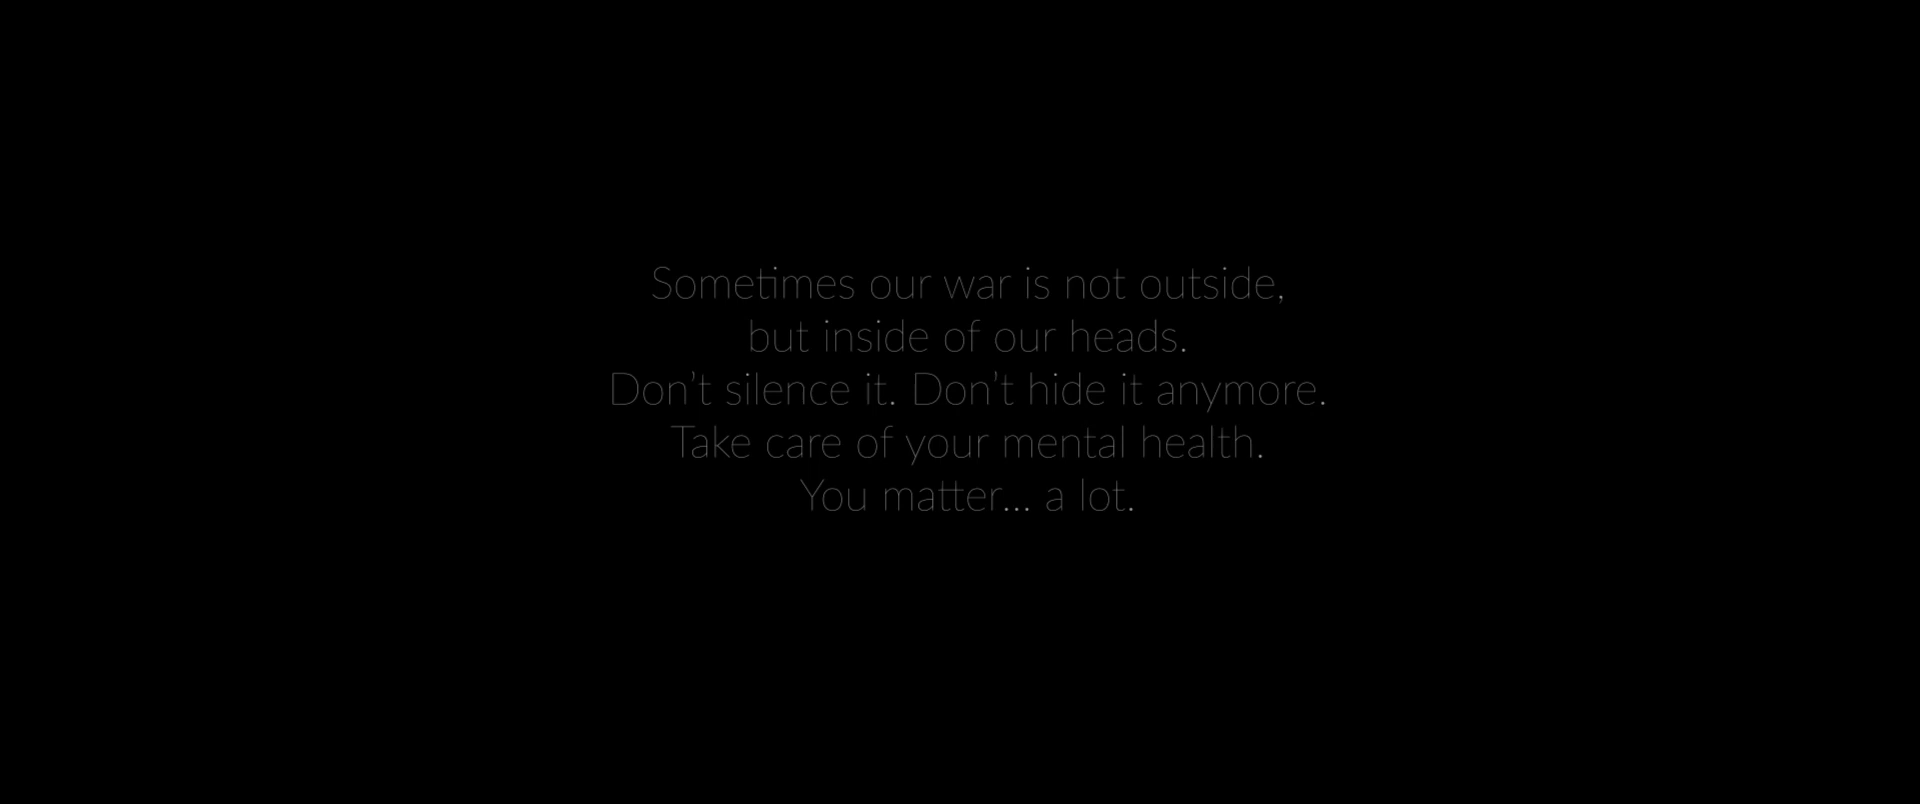 Sometimes our war is not outside,
but inside of our heads.
Don’t silence it. Don’t hide it anymore.
Take care of your mental health.
You matter... a lot.